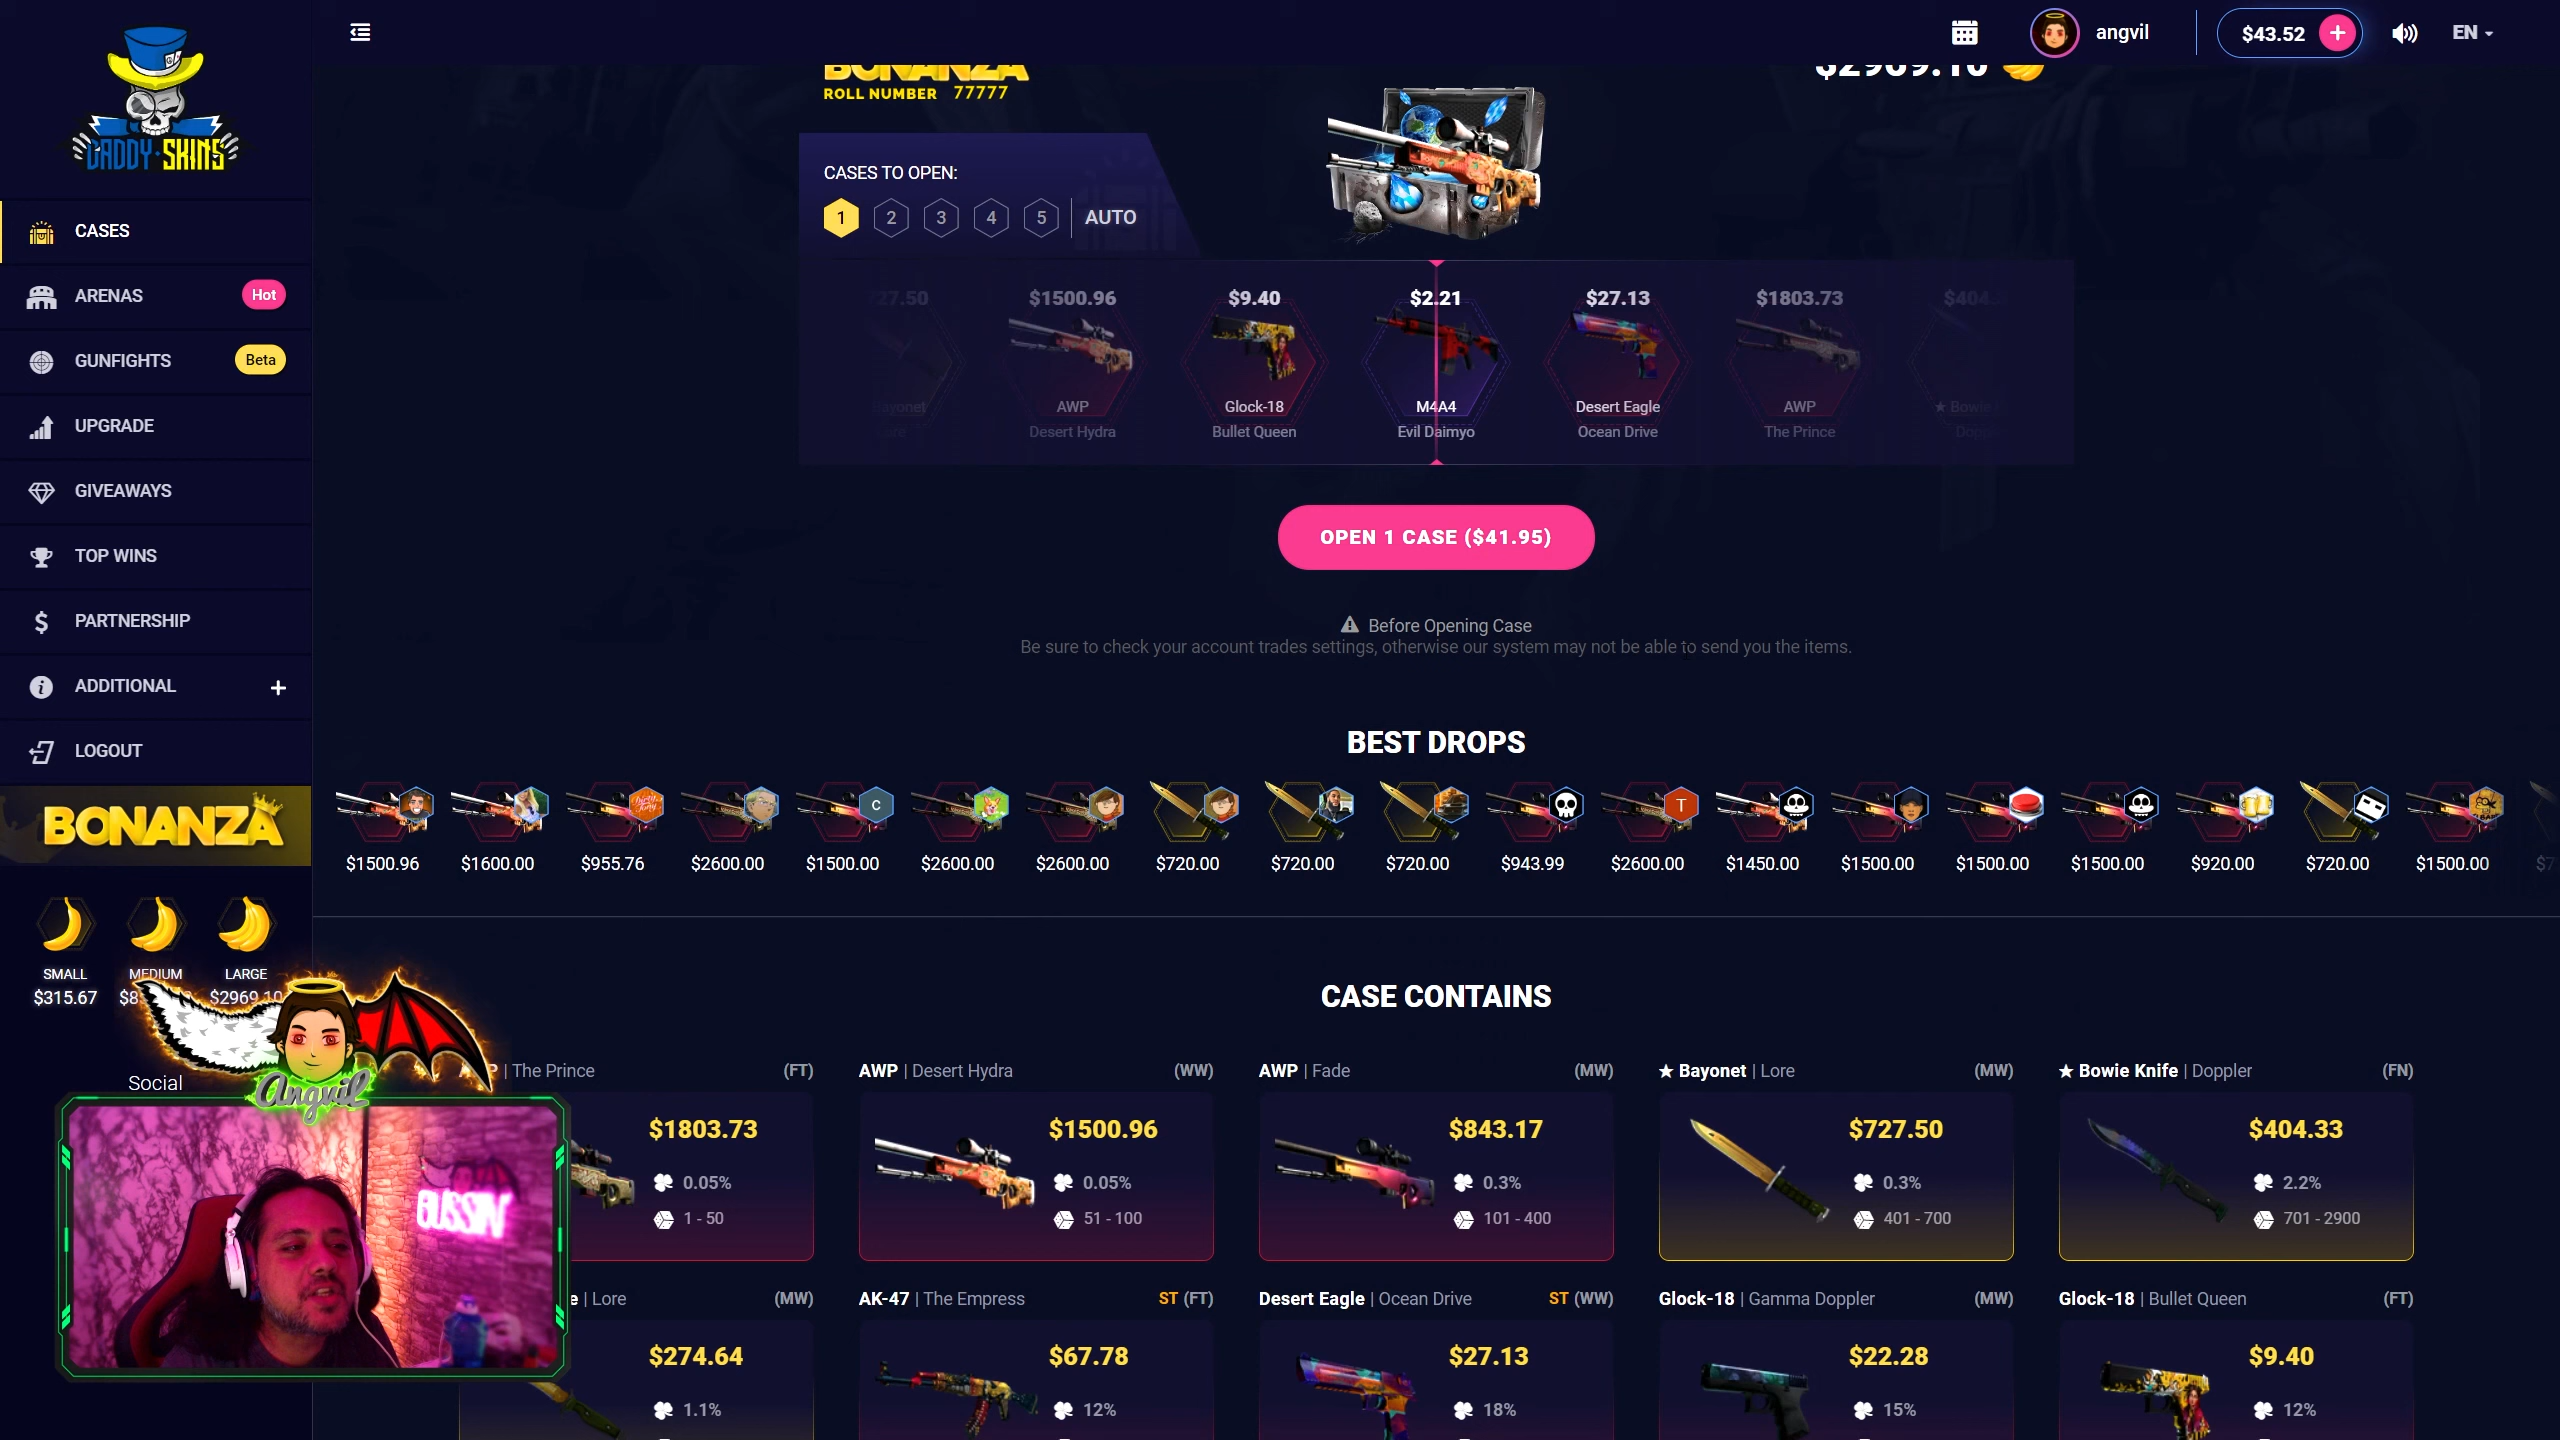 DADDY SKINS
angvil
$43.52
EN
CASES
ARENAS
Hot
GUNFIGHTS
Beta
UPGRADE
GIVEAWAYS
TOP WINS
PARTNERSHIP
ADDITIONAL
LOGOUT
BONANZA
SMALL
MEDIUM
LARGE
$315.67
$2969.10
Social
Angvil
BUSSIN'
BONANZA
ROLL NUMBER 77777
$2969.10
CASES TO OPEN:
1 2 3 4 5 AUTO
$1500.96
AWP
Desert Hydra
$9.40
Glock-18
Bullet Queen
$2.21
M4A4
Evil Daimyo
$27.13
Desert Eagle
Ocean Drive
$1803.73
AWP
The Prince
OPEN 1 CASE ($41.95)
Before Opening Case
Be sure to check your account trades settings, otherwise our system may not be able to send you the items.
BEST DROPS
C
T
$1500.96 $1600.00 $955.76 $2600.00 $1500.00 $2600.00 $2600.00 $720.00 $720.00 $720.00 $943.99 $2600.00 $1450.00 $1500.00 $1500.00 $1500.00 $920.00 $720.00 $1500.00
CASE CONTAINS
| The Prince (FT)
$1803.73
0.05%
1 - 50
AWP | Desert Hydra (WW)
$1500.96
0.05%
51 - 100
AWP | Fade (MW)
$843.17
0.3%
101 - 400
★ Bayonet | Lore (MW)
$727.50
0.3%
401 - 700
★ Bowie Knife | Doppler (FN)
$404.33
2.2%
701 - 2900
| Lore (MW)
$274.64
1.1%
AK-47 | The Empress ST (FT)
$67.78
12%
Desert Eagle | Ocean Drive ST (WW)
$27.13
18%
Glock-18 | Gamma Doppler (MW)
$22.28
15%
Glock-18 | Bullet Queen (FT)
$9.40
12%